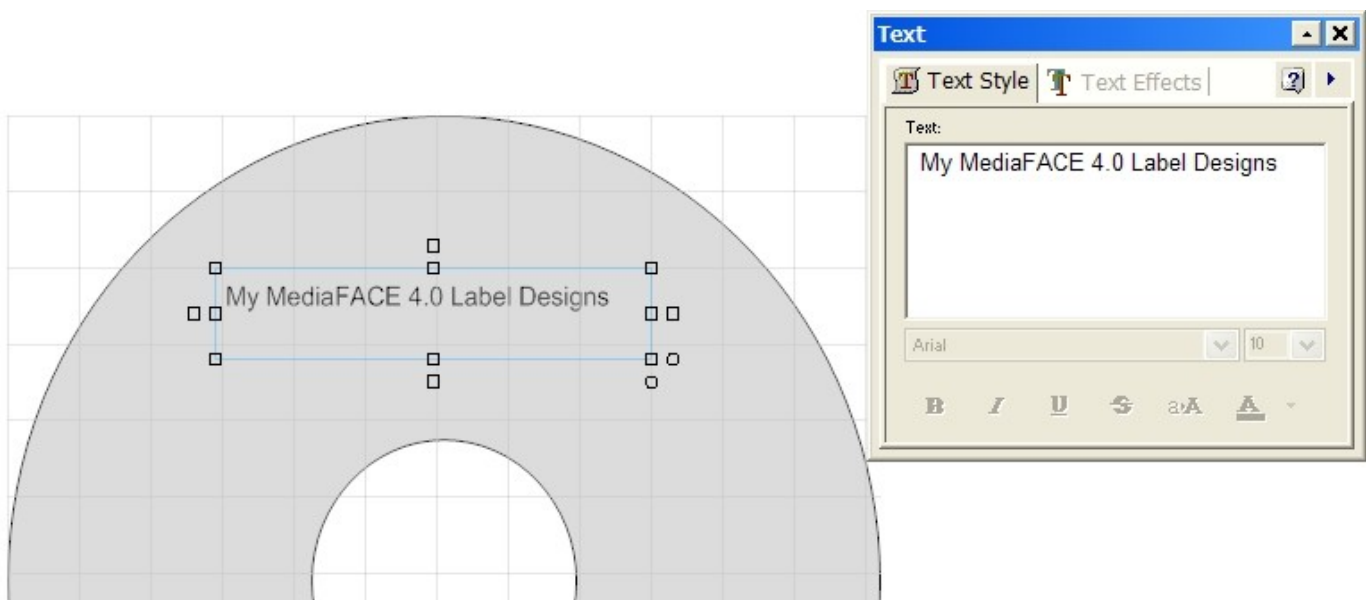 Text
Text Style
Text Effects
Text:
My MediaFACE 4.0 Label Designs
My MediaFACE 4.0 Label Designs
Arial
10
B I U S a›A A